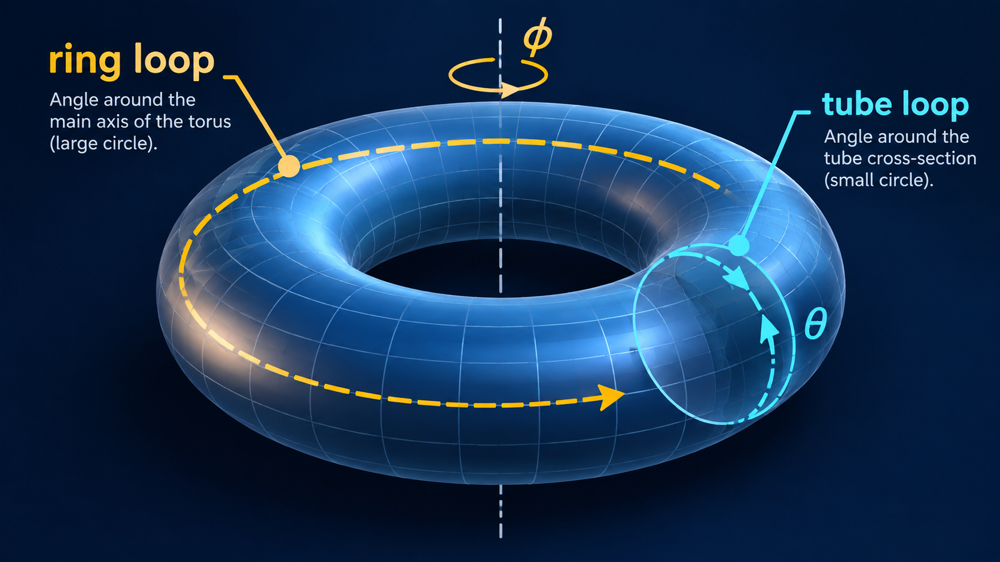 ϕ
ring loop
Angle around the
main axis of the torus
(large circle).
tube loop
Angle around the
tube cross-section
(small circle).
θ